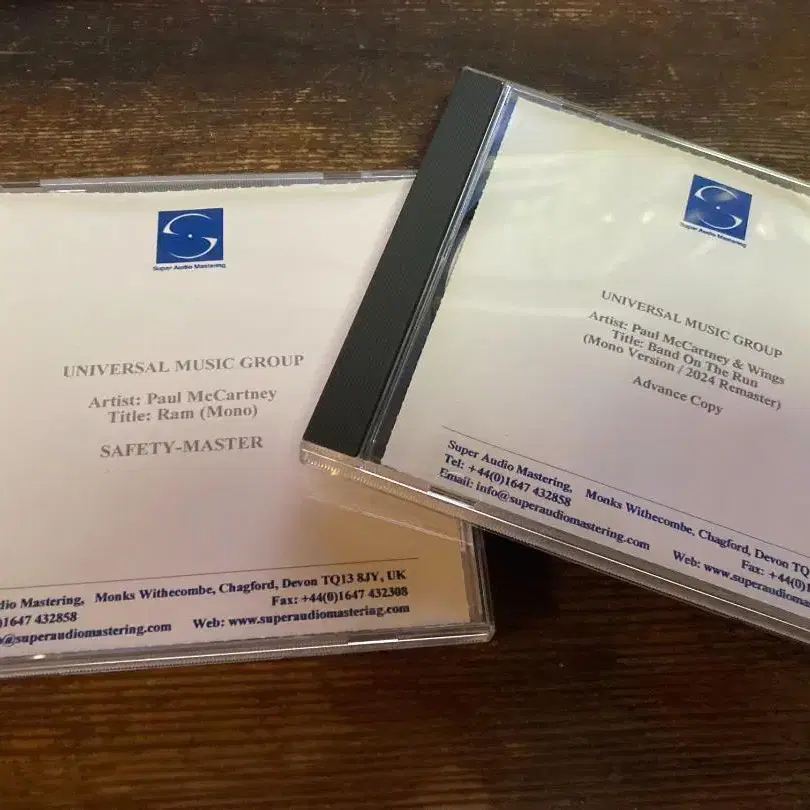 Super Audio Mastering
UNIVERSAL MUSIC GROUP
Artist: Paul McCartney
Title: Ram (Mono)
SAFETY-MASTER
dio Mastering, Monks Withecombe, Chagford, Devon TQ13 8JY, UK
)1647 432858 Fax: +44(0)1647 432308
@superaudiomastering.com Web: www.superaudiomastering.com
Super Audio Mastering
UNIVERSAL MUSIC GROUP
Artist: Paul McCartney & Wings
Title: Band On The Run
(Mono Version / 2024 Remaster)
Advance Copy
Super Audio Mastering, Monks Withecombe, Chagford, Devon TQ
Tel: +44(0)1647 432858 Fax: +44(0)1
Email: info@superaudiomastering.com Web: www.superaudiomas